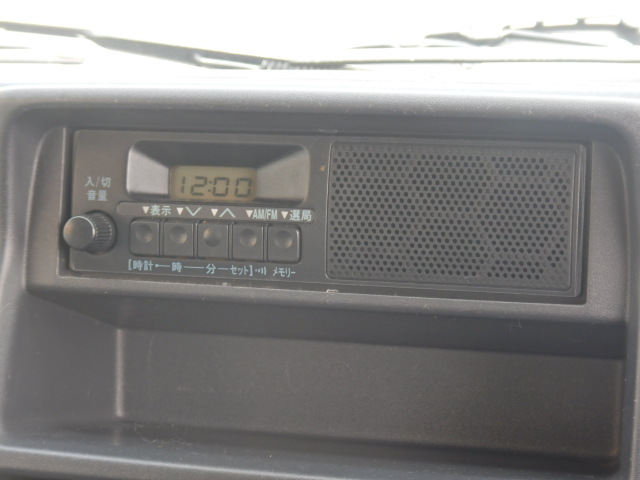 入/切
音量
12:00
▼表示 ▼∨ ▼∧ ▼AM/FM ▼選局
[時計-時-分-セット] メモリー